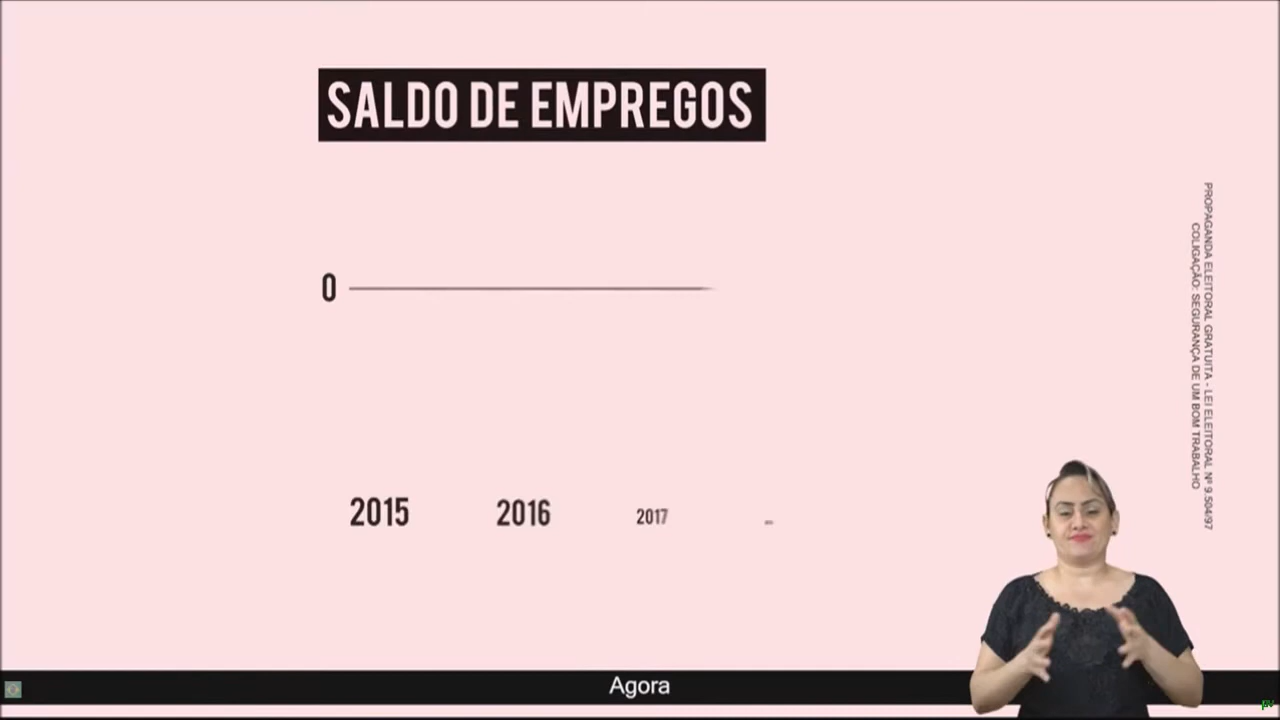 SALDO DE EMPREGOS
0
2015
2016
2017
PROPAGANDA ELEITORAL GRATUITA - LEI ELEITORAL Nº 9.504/97
COLIGAÇÃO: SEGURANÇA DE UM BOM TRABALHO
Agora